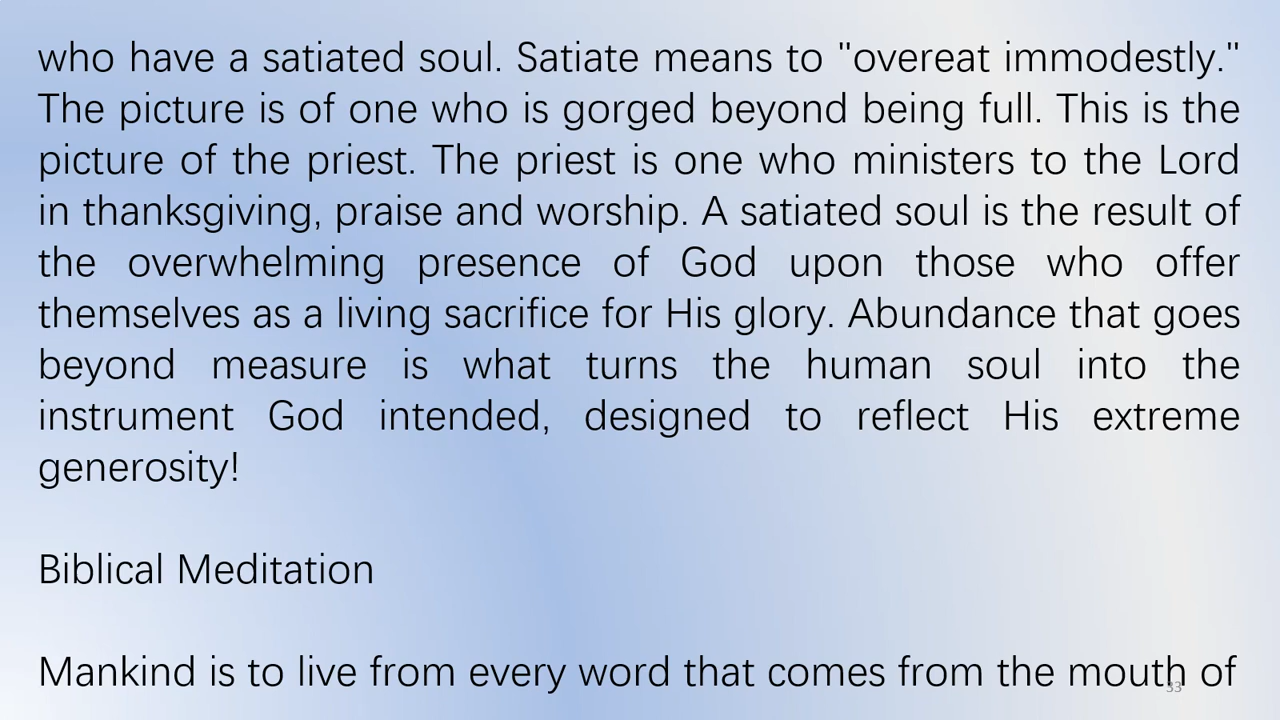 who have a satiated soul. Satiate means to "overeat immodestly."
The picture is of one who is gorged beyond being full. This is the
picture of the priest. The priest is one who ministers to the Lord
in thanksgiving, praise and worship. A satiated soul is the result of
the overwhelming presence of God upon those who offer
themselves as a living sacrifice for His glory. Abundance that goes
beyond measure is what turns the human soul into the
instrument God intended, designed to reflect His extreme
generosity!
Biblical Meditation
Mankind is to live from every word that comes from the mouth of
33